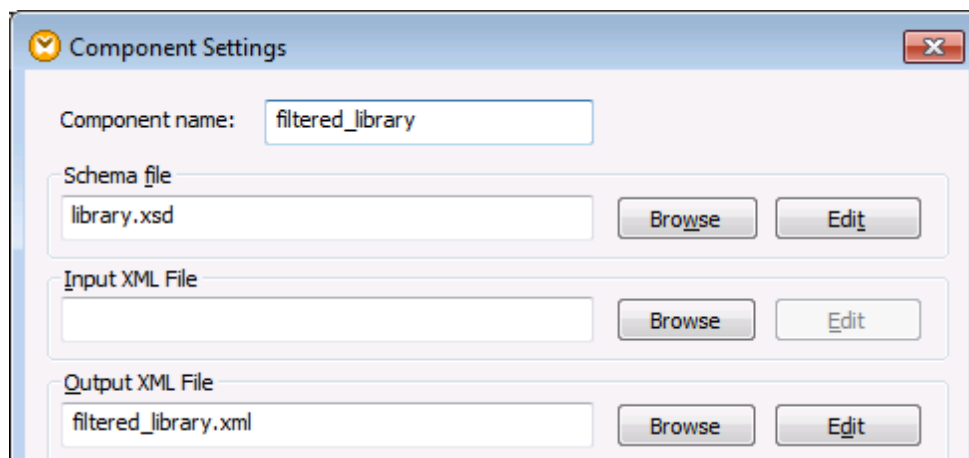 Component Settings
Component name: filtered_library
Schema file
library.xsd Browse Edit
Input XML File
Browse Edit
Output XML File
filtered_library.xml Browse Edit